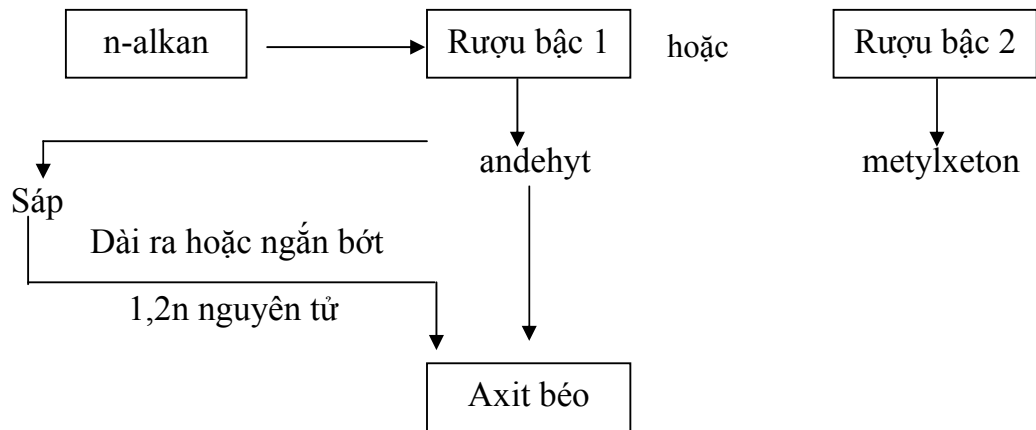 n-alkan
Rượu bậc 1
hoặc
Rượu bậc 2
andehyt
metylxeton
Sáp
Dài ra hoặc ngắn bớt
1,2n nguyên tử
Axit béo